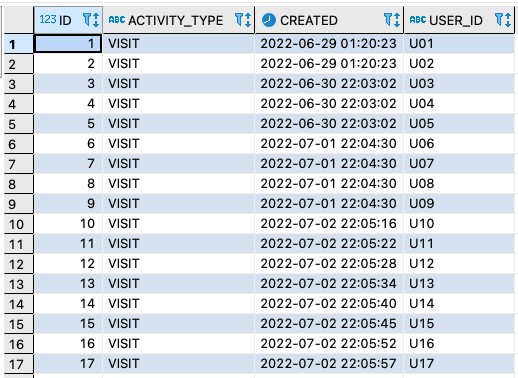 123 ID ABC ACTIVITY_TYPE CREATED ABC USER_ID
1 1 VISIT 2022-06-29 01:20:23 U01
2 2 VISIT 2022-06-29 01:20:23 U02
3 3 VISIT 2022-06-30 22:03:02 U03
4 4 VISIT 2022-06-30 22:03:02 U04
5 5 VISIT 2022-06-30 22:03:02 U05
6 6 VISIT 2022-07-01 22:04:30 U06
7 7 VISIT 2022-07-01 22:04:30 U07
8 8 VISIT 2022-07-01 22:04:30 U08
9 9 VISIT 2022-07-01 22:04:30 U09
10 10 VISIT 2022-07-02 22:05:16 U10
11 11 VISIT 2022-07-02 22:05:22 U11
12 12 VISIT 2022-07-02 22:05:28 U12
13 13 VISIT 2022-07-02 22:05:34 U13
14 14 VISIT 2022-07-02 22:05:40 U14
15 15 VISIT 2022-07-02 22:05:45 U15
16 16 VISIT 2022-07-02 22:05:52 U16
17 17 VISIT 2022-07-02 22:05:57 U17